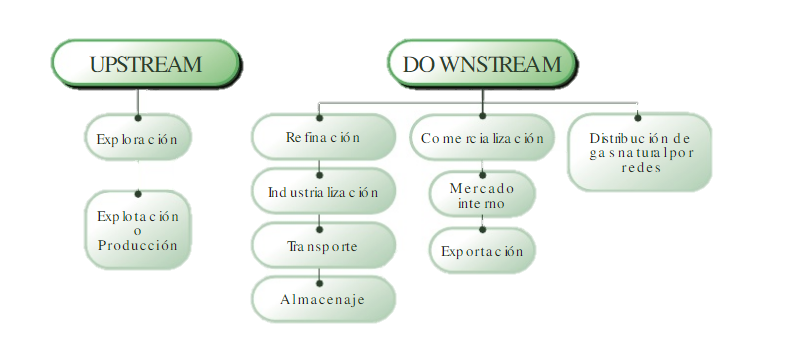 UPSTREAM
DOWNSTREAM
Exploración
Explotación
o
Producción
Refinación
Industrialización
Transporte
Almacenaje
Comercialización
Mercado
interno
Exportación
Distribución de
gas natural por
redes